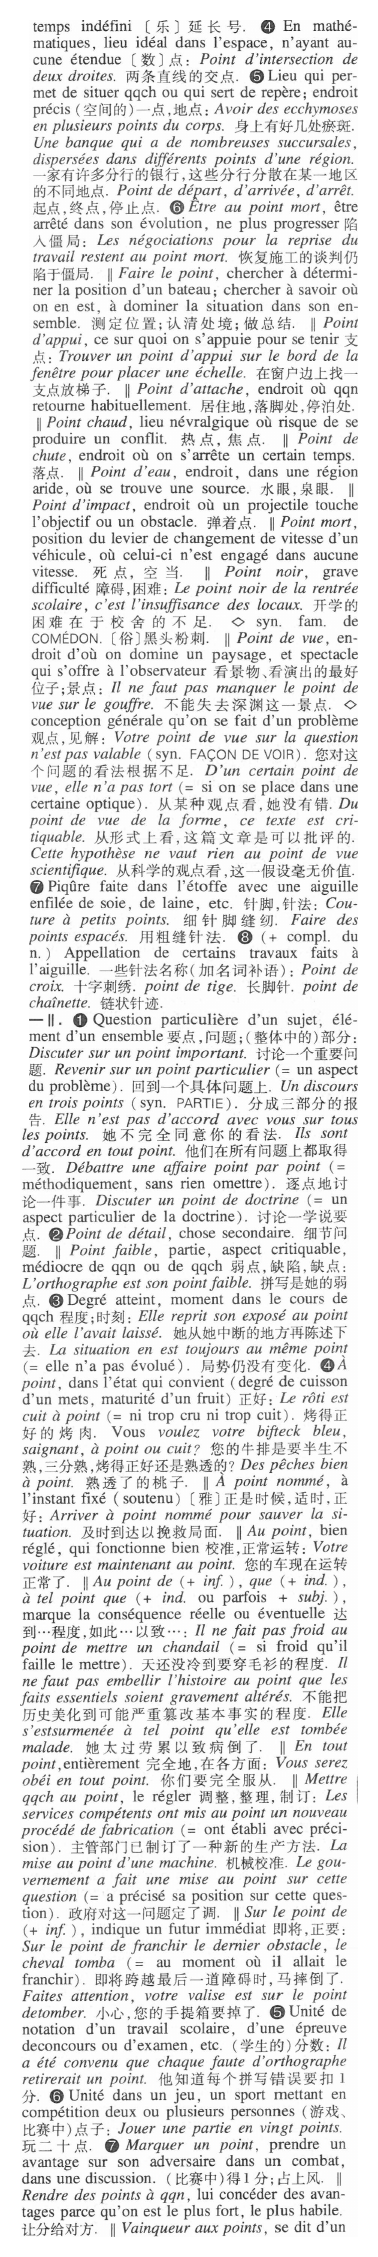 temps indéfini〔乐〕延长号. ❹ En mathé-
matiques, lieu idéal dans l'espace, n'ayant au-
cune étendue〔数〕点: Point d'intersection de
deux droites. 两条直线的交点. ❺ Lieu qui per-
met de situer qqch ou qui sert de repère; endroit
précis (空间的)一点,地点: Avoir des ecchymoses
en plusieurs points du corps. 身上有好几处瘀斑.
Une banque qui a de nombreuses succursales,
dispersées dans différents points d'une région.
一家有许多分行的银行,这些分行分散在某一地区
的不同地点. Point de départ, d'arrivée, d'arrêt.
起点,终点,停止点. ❻ Être au point mort, être
arrêté dans son évolution, ne plus progresser 陷
入僵局: Les négociations pour la reprise du
travail restent au point mort. 恢复施工的谈判仍
陷于僵局. ‖ Faire le point, chercher à détermi-
ner la position d'un bateau; chercher à savoir où
on en est, à dominer la situation dans son en-
semble. 测定位置;认清处境;做总结. ‖ Point
d'appui, ce sur quoi on s'appuie pour se tenir 支
点: Trouver un point d'appui sur le bord de la
fenêtre pour placer une échelle. 在窗户边上找一
支点放梯子. ‖ Point d'attache, endroit où qqn
retourne habituellement. 居住地,落脚处,停泊处.
‖ Point chaud, lieu névralgique où risque de se
produire un conflit. 热点,焦点. ‖ Point de
chute, endroit où on s'arrête un certain temps.
落点. ‖ Point d'eau, endroit, dans une région
aride, où se trouve une source. 水眼,泉眼. ‖
Point d'impact, endroit où un projectile touche
l'objectif ou un obstacle. 弹着点. ‖ Point mort,
position du levier de changement de vitesse d'un
véhicule, où celui-ci n'est engagé dans aucune
vitesse. 死点,空当. ‖ Point noir, grave
difficulté 障碍,困难: Le point noir de la rentrée
scolaire, c'est l'insuffisance des locaux. 开学的
困难在于校舍的不足. ◇ syn. fam. de
COMÉDON.〔俗〕黑头粉刺. ‖ Point de vue, en-
droit d'où on domine un paysage, et spectacle
qui s'offre à l'observateur 看景物、看演出的最好
位子;景点: Il ne faut pas manquer le point de
vue sur le gouffre. 不能失去深渊这一景点. ◇
conception générale qu'on se fait d'un problème
观点,见解: Votre point de vue sur la question
n'est pas valable (syn. FAÇON DE VOIR). 您对这
个问题的看法根据不足. D'un certain point de
vue, elle n'a pas tort (= si on se place dans une
certaine optique). 从某种观点看,她没有错. Du
point de vue de la forme, ce texte est cri-
tiquable. 从形式上看,这篇文章是可以批评的.
Cette hypothèse ne vaut rien au point de vue
scientifique. 从科学的观点看,这一假设毫无价值.
❼ Piqûre faite dans l'étoffe avec une aiguille
enfilée de soie, de laine, etc. 针脚,针法: Cou-
ture à petits points. 细针脚缝纫. Faire des
points espacés. 用粗缝针法. ❽ (+ compl. du
n.) Appellation de certains travaux faits à
l'aiguille. 一些针法名称(加名词补语): Point de
croix. 十字刺绣. point de tige. 长脚针. point de
chaînette. 链状针迹.
—Ⅱ. ❶ Question particulière d'un sujet, élé-
ment d'un ensemble 要点,问题;(整体中的)部分:
Discuter sur un point important. 讨论一个重要问
题. Revenir sur un point particulier (= un aspect
du problème). 回到一个具体问题上. Un discours
en trois points (syn. PARTIE). 分成三部分的报
告. Elle n'est pas d'accord avec vous sur tous
les points. 她不完全同意你的看法. Ils sont
d'accord en tout point. 他们在所有问题上都取得
一致. Débattre une affaire point par point (=
méthodiquement, sans rien omettre). 逐点地讨
论一件事. Discuter un point de doctrine (= un
aspect particulier de la doctrine). 讨论一学说要
点. ❷ Point de détail, chose secondaire. 细节问
题. ‖ Point faible, partie, aspect critiquable,
médiocre de qqn ou de qqch 弱点,缺陷,缺点:
L'orthographe est son point faible. 拼写是她的弱
点. ❸ Degré atteint, moment dans le cours de
qqch 程度;时刻: Elle reprit son exposé au point
où elle l'avait laissé. 她从她中断的地方再陈述下
去. La situation en est toujours au même point
(= elle n'a pas évolué). 局势仍没有变化. ❹ À
point, dans l'état qui convient (degré de cuisson
d'un mets, maturité d'un fruit) 正好: Le rôti est
cuit à point (= ni trop cru ni trop cuit). 烤得正
好的烤肉. Vous voulez votre bifteck bleu,
saignant, à point ou cuit? 您的牛排是要半生不
熟,三分熟,烤得正好还是熟透的? Des pêches bien
à point. 熟透了的桃子. ‖ À point nommé, à
l'instant fixé (soutenu)〔雅〕正是时候,适时,正
好: Arriver à point nommé pour sauver la si-
tuation. 及时到达以挽救局面. ‖ Au point, bien
réglé, qui fonctionne bien 校准,正常运转: Votre
voiture est maintenant au point. 您的车现在运转
正常了. ‖ Au point de (+ inf.), que (+ ind.),
à tel point que (+ ind. ou parfois + subj.),
marque la conséquence réelle ou éventuelle 达
到…程度,如此…以致…: Il ne fait pas froid au
point de mettre un chandail (= si froid qu'il
faille le mettre). 天还没冷到要穿毛衫的程度. Il
ne faut pas embellir l'histoire au point que les
faits essentiels soient gravement altérés. 不能把
历史美化到可能严重篡改基本事实的程度. Elle
s'estsurmenée à tel point qu'elle est tombée
malade. 她太过劳累以致病倒了. ‖ En tout
point,entièrement 完全地,在各方面: Vous serez
obéi en tout point. 你们要完全服从. ‖ Mettre
qqch au point, le régler 调整,整理,制订: Les
services compétents ont mis au point un nouveau
procédé de fabrication (= ont établi avec préci-
sion). 主管部门已制订了一种新的生产方法. La
mise au point d'une machine. 机械校准. Le gou-
vernement a fait une mise au point sur cette
question (= a précisé sa position sur cette ques-
tion). 政府对这一问题定了调. ‖ Sur le point de
(+ inf.), indique un futur immédiat 即将,正要:
Sur le point de franchir le dernier obstacle, le
cheval tomba (= au moment où il allait le
franchir). 即将跨越最后一道障碍时,马摔倒了.
Faites attention, votre valise est sur le point
detomber. 小心,您的手提箱要掉了. ❺ Unité de
notation d'un travail scolaire, d'une épreuve
deconcours ou d'examen, etc. (学生的)分数: Il
a été convenu que chaque faute d'orthographe
retirerait un point. 他知道每个拼写错误要扣 1
分. ❻ Unité dans un jeu, un sport mettant en
compétition deux ou plusieurs personnes (游戏、
比赛中)点子: Jouer une partie en vingt points.
玩二十点. ❼ Marquer un point, prendre un
avantage sur son adversaire dans un combat,
dans une discussion. (比赛中)得1分;占上风. ‖
Rendre des points à qqn, lui concéder des avan-
tages parce qu'on est le plus fort, le plus habile.
让分给对方. ‖ Vainqueur aux points, se dit d'un